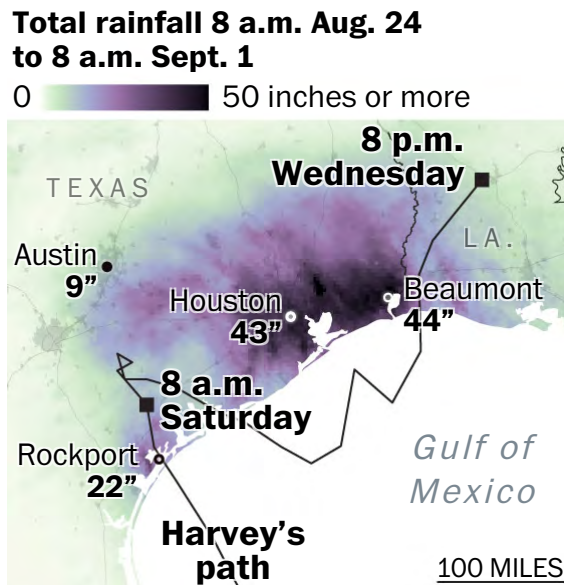 Total rainfall 8 a.m. Aug. 24
to 8 a.m. Sept. 1
0 50 inches or more
8 p.m.
Wednesday
TEXAS
LA.
Austin
9”
Houston
43”
Beaumont
44”
8 a.m.
Saturday
Rockport
22”
Gulf of
Mexico
Harvey’s
path
100 MILES